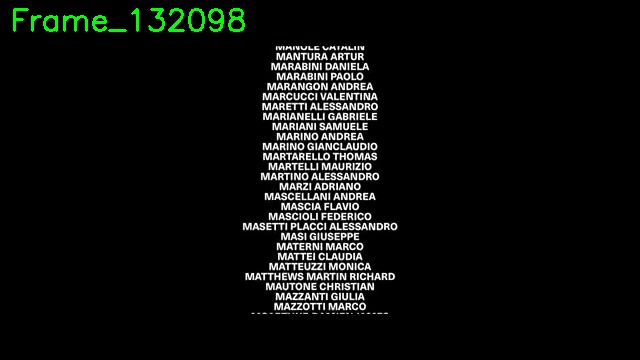 Frame_132098
MANOLE CATALIN
MANTURA ARTUR
MARABINI DANIELA
MARABINI PAOLO
MARANGON ANDREA
MARCUCCI VALENTINA
MARETTI ALESSANDRO
MARIANELLI GABRIELE
MARIANI SAMUELE
MARINO ANDREA
MARINO GIANCLAUDIO
MARTARELLO THOMAS
MARTELLI MAURIZIO
MARTINO ALESSANDRO
MARZI ADRIANO
MASCELLANI ANDREA
MASCIA FLAVIO
MASCIOLI FEDERICO
MASETTI PLACCI ALESSANDRO
MASI GIUSEPPE
MATERNI MARCO
MATTEI CLAUDIA
MATTEUZZI MONICA
MATTHEWS MARTIN RICHARD
MAUTONE CHRISTIAN
MAZZANTI GIULIA
MAZZOTTI MARCO